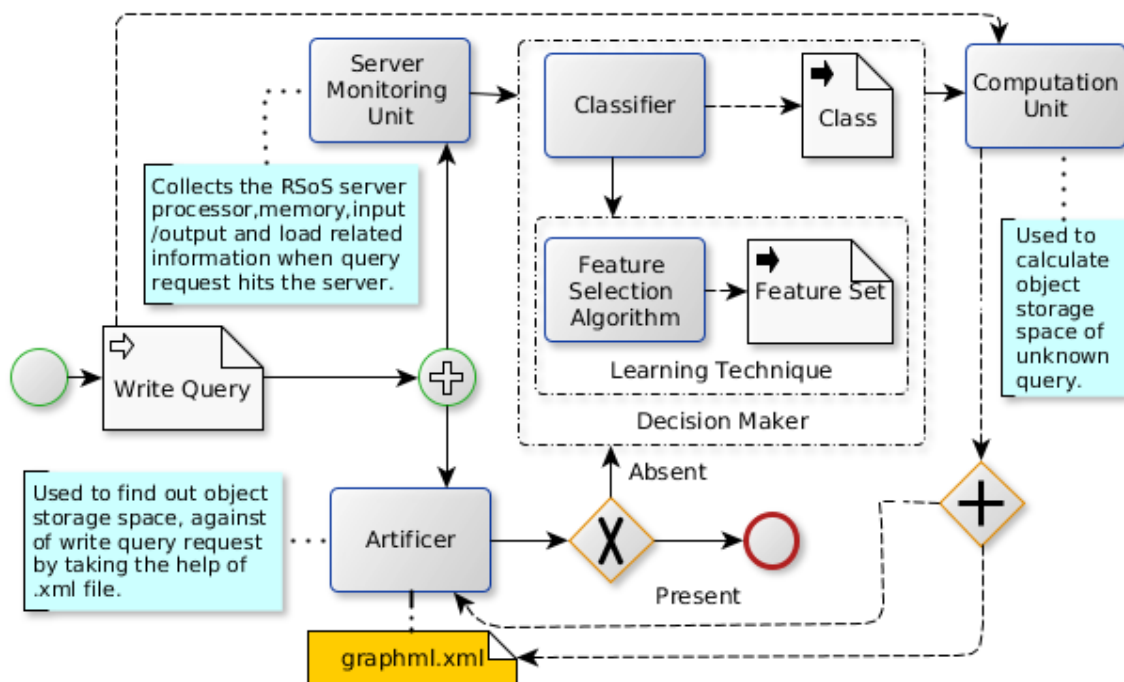 Server
Monitoring
Unit
Classifier
Class
Computation
Unit
Collects the RSoS server
processor,memory,input
/output and load related
information when query
request hits the server.
Feature
Selection
Algorithm
Feature Set
Used to
calculate
object
storage
space of
unknown
query.
Write Query
Learning Technique
Decision Maker
Absent
Used to find out object
storage space, against
of write query request
by taking the help of
.xml file.
Artificer
X
Present
graphml.xml